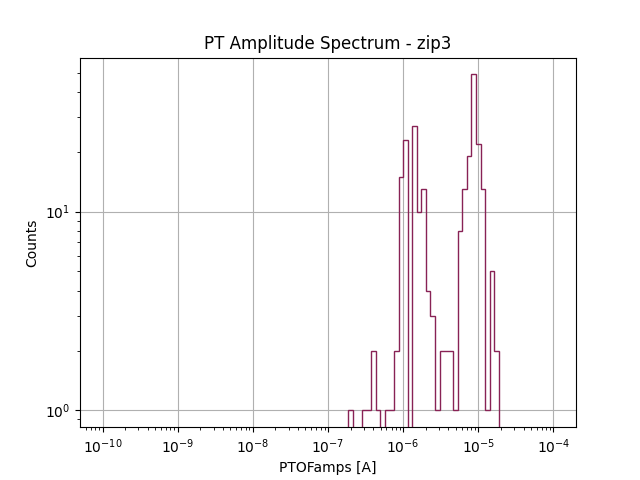 PT Amplitude Spectrum - zip3
Counts
10¹
10⁰
10⁻¹⁰ 10⁻⁹ 10⁻⁸ 10⁻⁷ 10⁻⁶ 10⁻⁵ 10⁻⁴
PTOFamps [A]